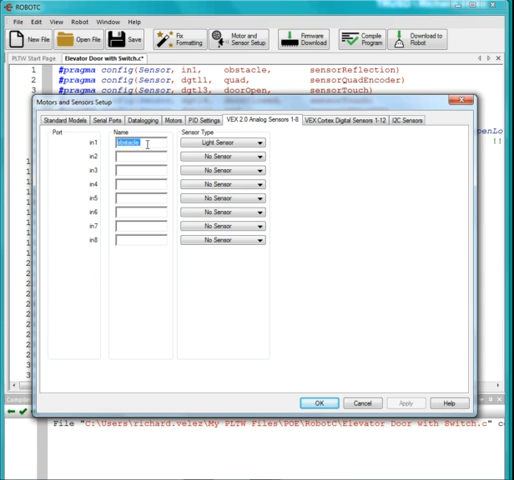 ROBOTC
File View Robot Window Help
New File Open File Save Fix Formatting Motor and Sensor Setup Firmware Download Compile Program Download to Robot
PLTW Start Page Elevator Door with Switch.c*
1 #pragma config(Sensor, in1, obstacle, sensorReflection)
2 #pragma config(Sensor, dgtl1, quad, sensorQuadEncoder)
3 #pragma config(Sensor, dgtl3, doorOpen, sensorTouch)
Motors and Sensors Setup
Standard Models Serial Ports Datalogging Motors PID Settings VEX 2.0 Analog Sensors 1-8 VEX Cortex Digital Sensors 1-12 I2C Sensors
Port Name Sensor Type
in1 obstacle Light Sensor
in2 No Sensor
in3 No Sensor
in4 No Sensor
in5 No Sensor
in6 No Sensor
in7 No Sensor
in8 No Sensor
OK Cancel Apply Help
File "C:\Users\richard.velez\My PLTW Files\POE\RobotC\Elevator Door with Switch.c" c